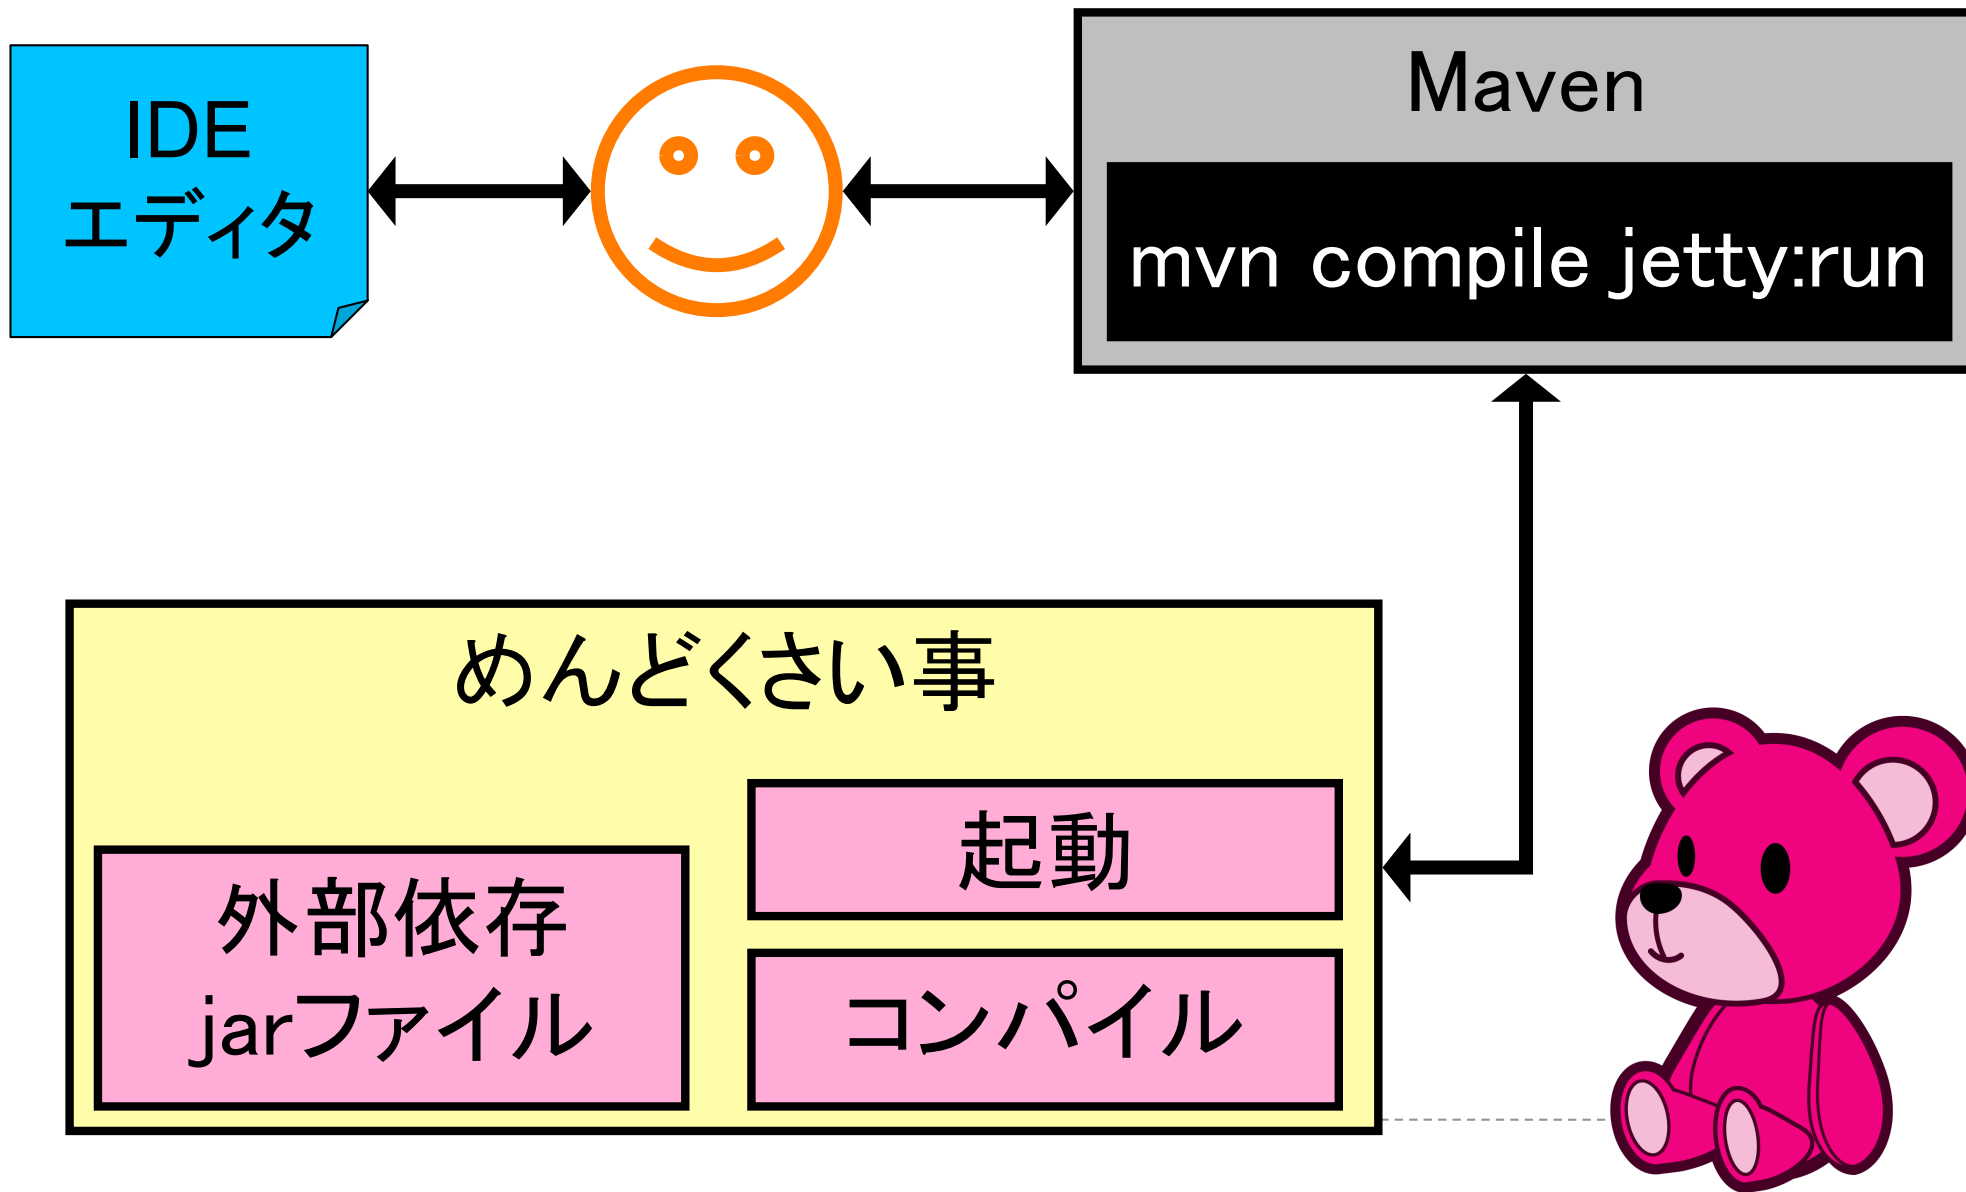 IDE
エディタ
Maven
mvn compile jetty:run
めんどくさい事
起動
外部依存
jarファイル
コンパイル